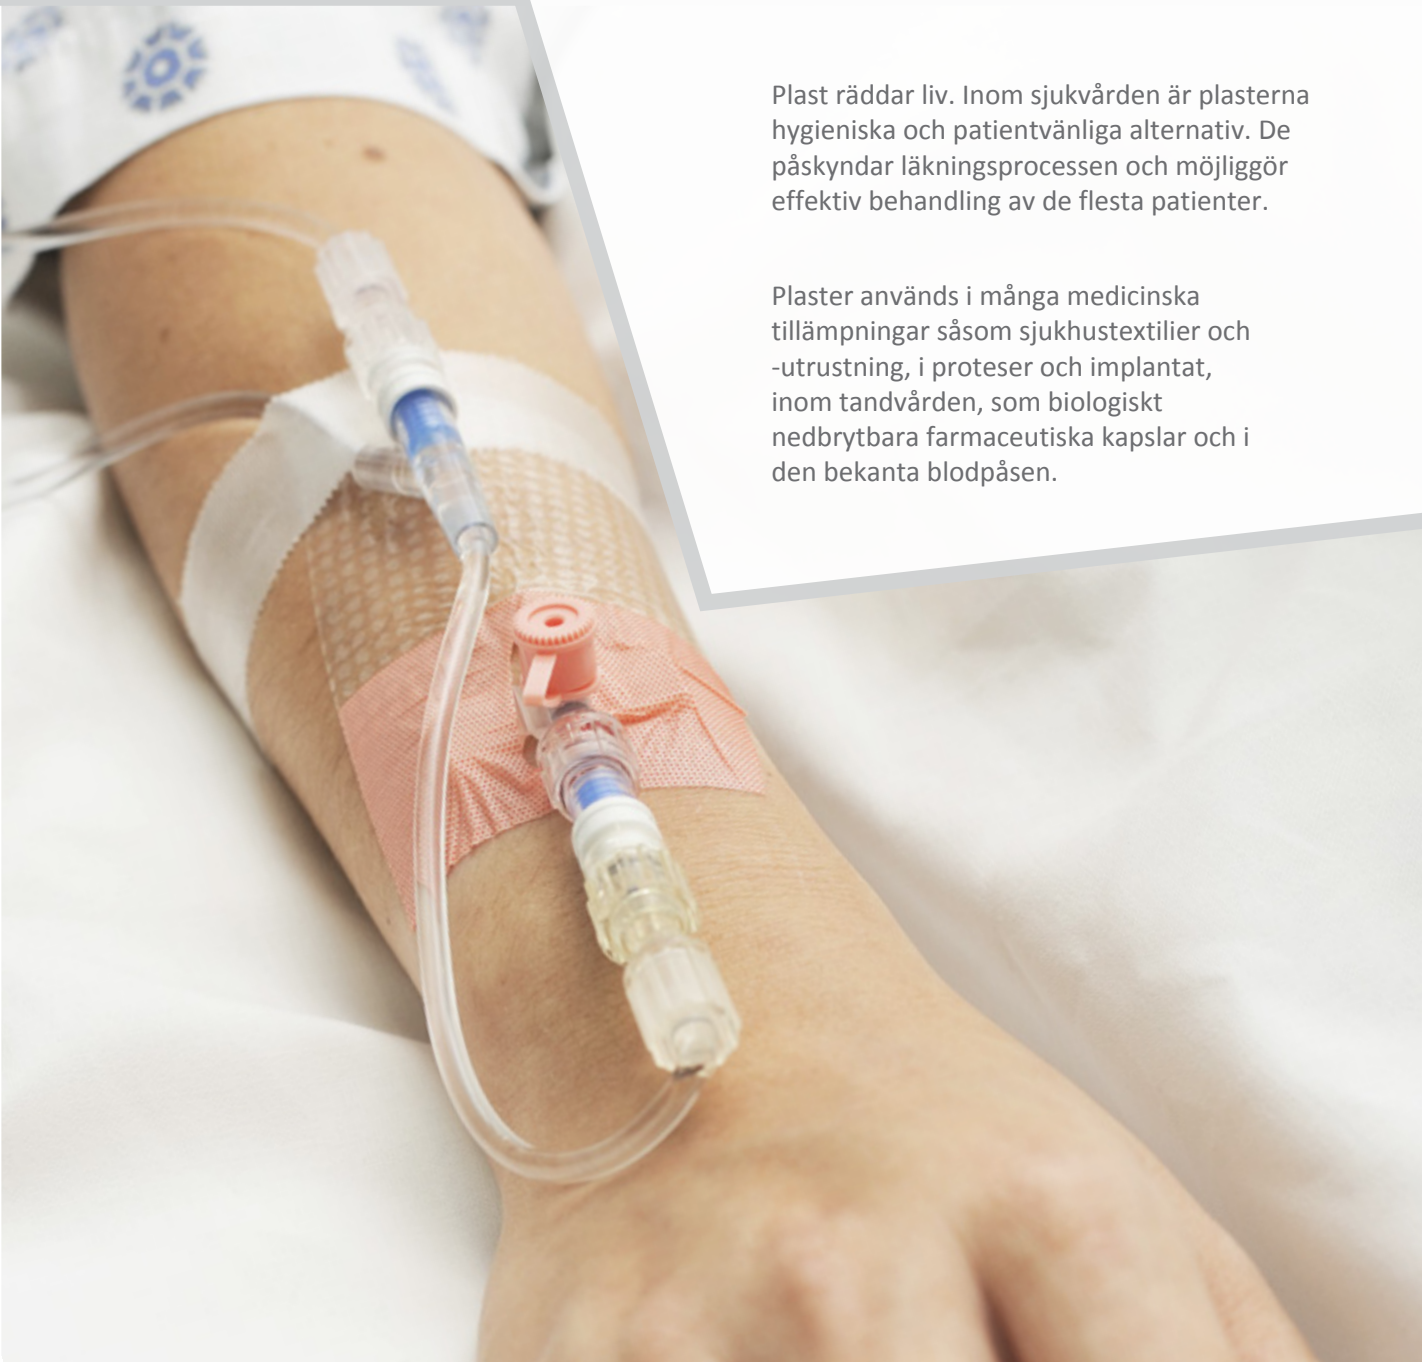 Plast räddar liv. Inom sjukvården är plasterna
hygieniska och patientvänliga alternativ. De
påskyndar läkningsprocessen och möjliggör
effektiv behandling av de flesta patienter.
Plaster används i många medicinska
tillämpningar såsom sjukhustextilier och
-utrustning, i proteser och implantat,
inom tandvården, som biologiskt
nedbrytbara farmaceutiska kapslar och i
den bekanta blodpåsen.